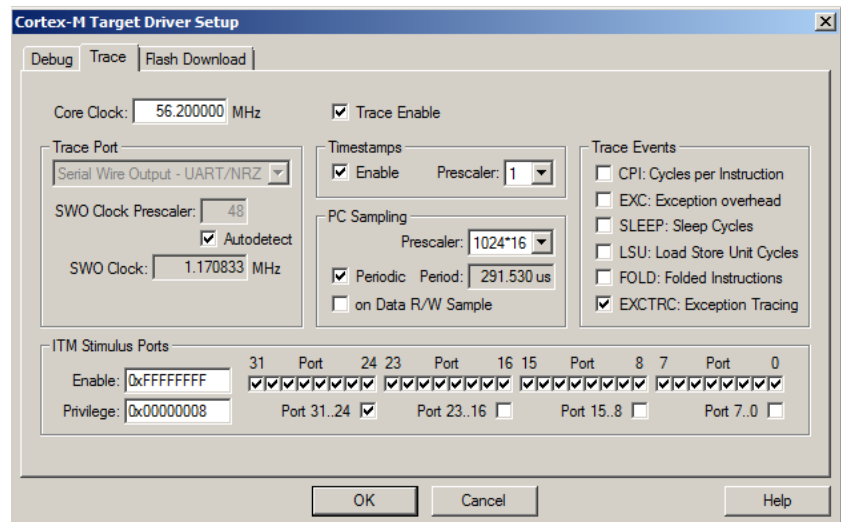 Cortex-M Target Driver Setup
Debug Trace Flash Download
Core Clock: 56.200000 MHz Trace Enable
Trace Port
Serial Wire Output - UART/NRZ
SWO Clock Prescaler: 48
Autodetect
SWO Clock: 1.170833 MHz
Timestamps
Enable Prescaler: 1
PC Sampling
Prescaler: 1024*16
Periodic Period: 291.530 us
on Data R/W Sample
Trace Events
CPI: Cycles per Instruction
EXC: Exception overhead
SLEEP: Sleep Cycles
LSU: Load Store Unit Cycles
FOLD: Folded Instructions
EXCTRC: Exception Tracing
ITM Stimulus Ports
31 Port 24 23 Port 16 15 Port 8 7 Port 0
Enable: 0xFFFFFFFF
Privilege: 0x00000008 Port 31..24 Port 23..16 Port 15..8 Port 7..0
OK Cancel Help